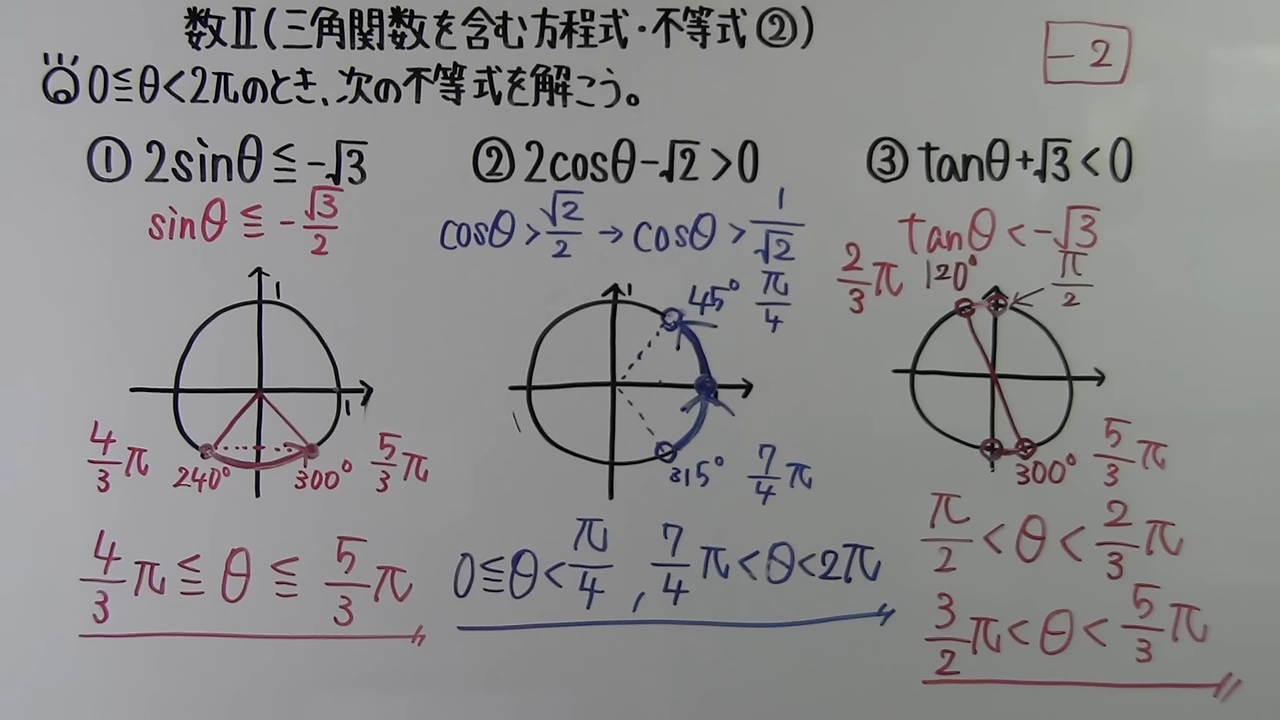 数Ⅱ(三角関数を含む方程式・不等式②)
-2
0≦θ<2πのとき、次の不等式を解こう。
① 2sinθ≦-√3
sinθ≦-√3/2
1
1
4/3π
240°
300°
5/3π
4/3π≦θ≦5/3π
② 2cosθ-√2>0
cosθ>√2/2→cosθ>1/√2
1
45°
π/4
315°
7/4π
0≦θ<π/4,7/4π<θ<2π
③ tanθ+√3<0
tanθ<-√3
2/3π
120°
π/2
300°
5/3π
π/2<θ<2/3π
3/2π<θ<5/3π